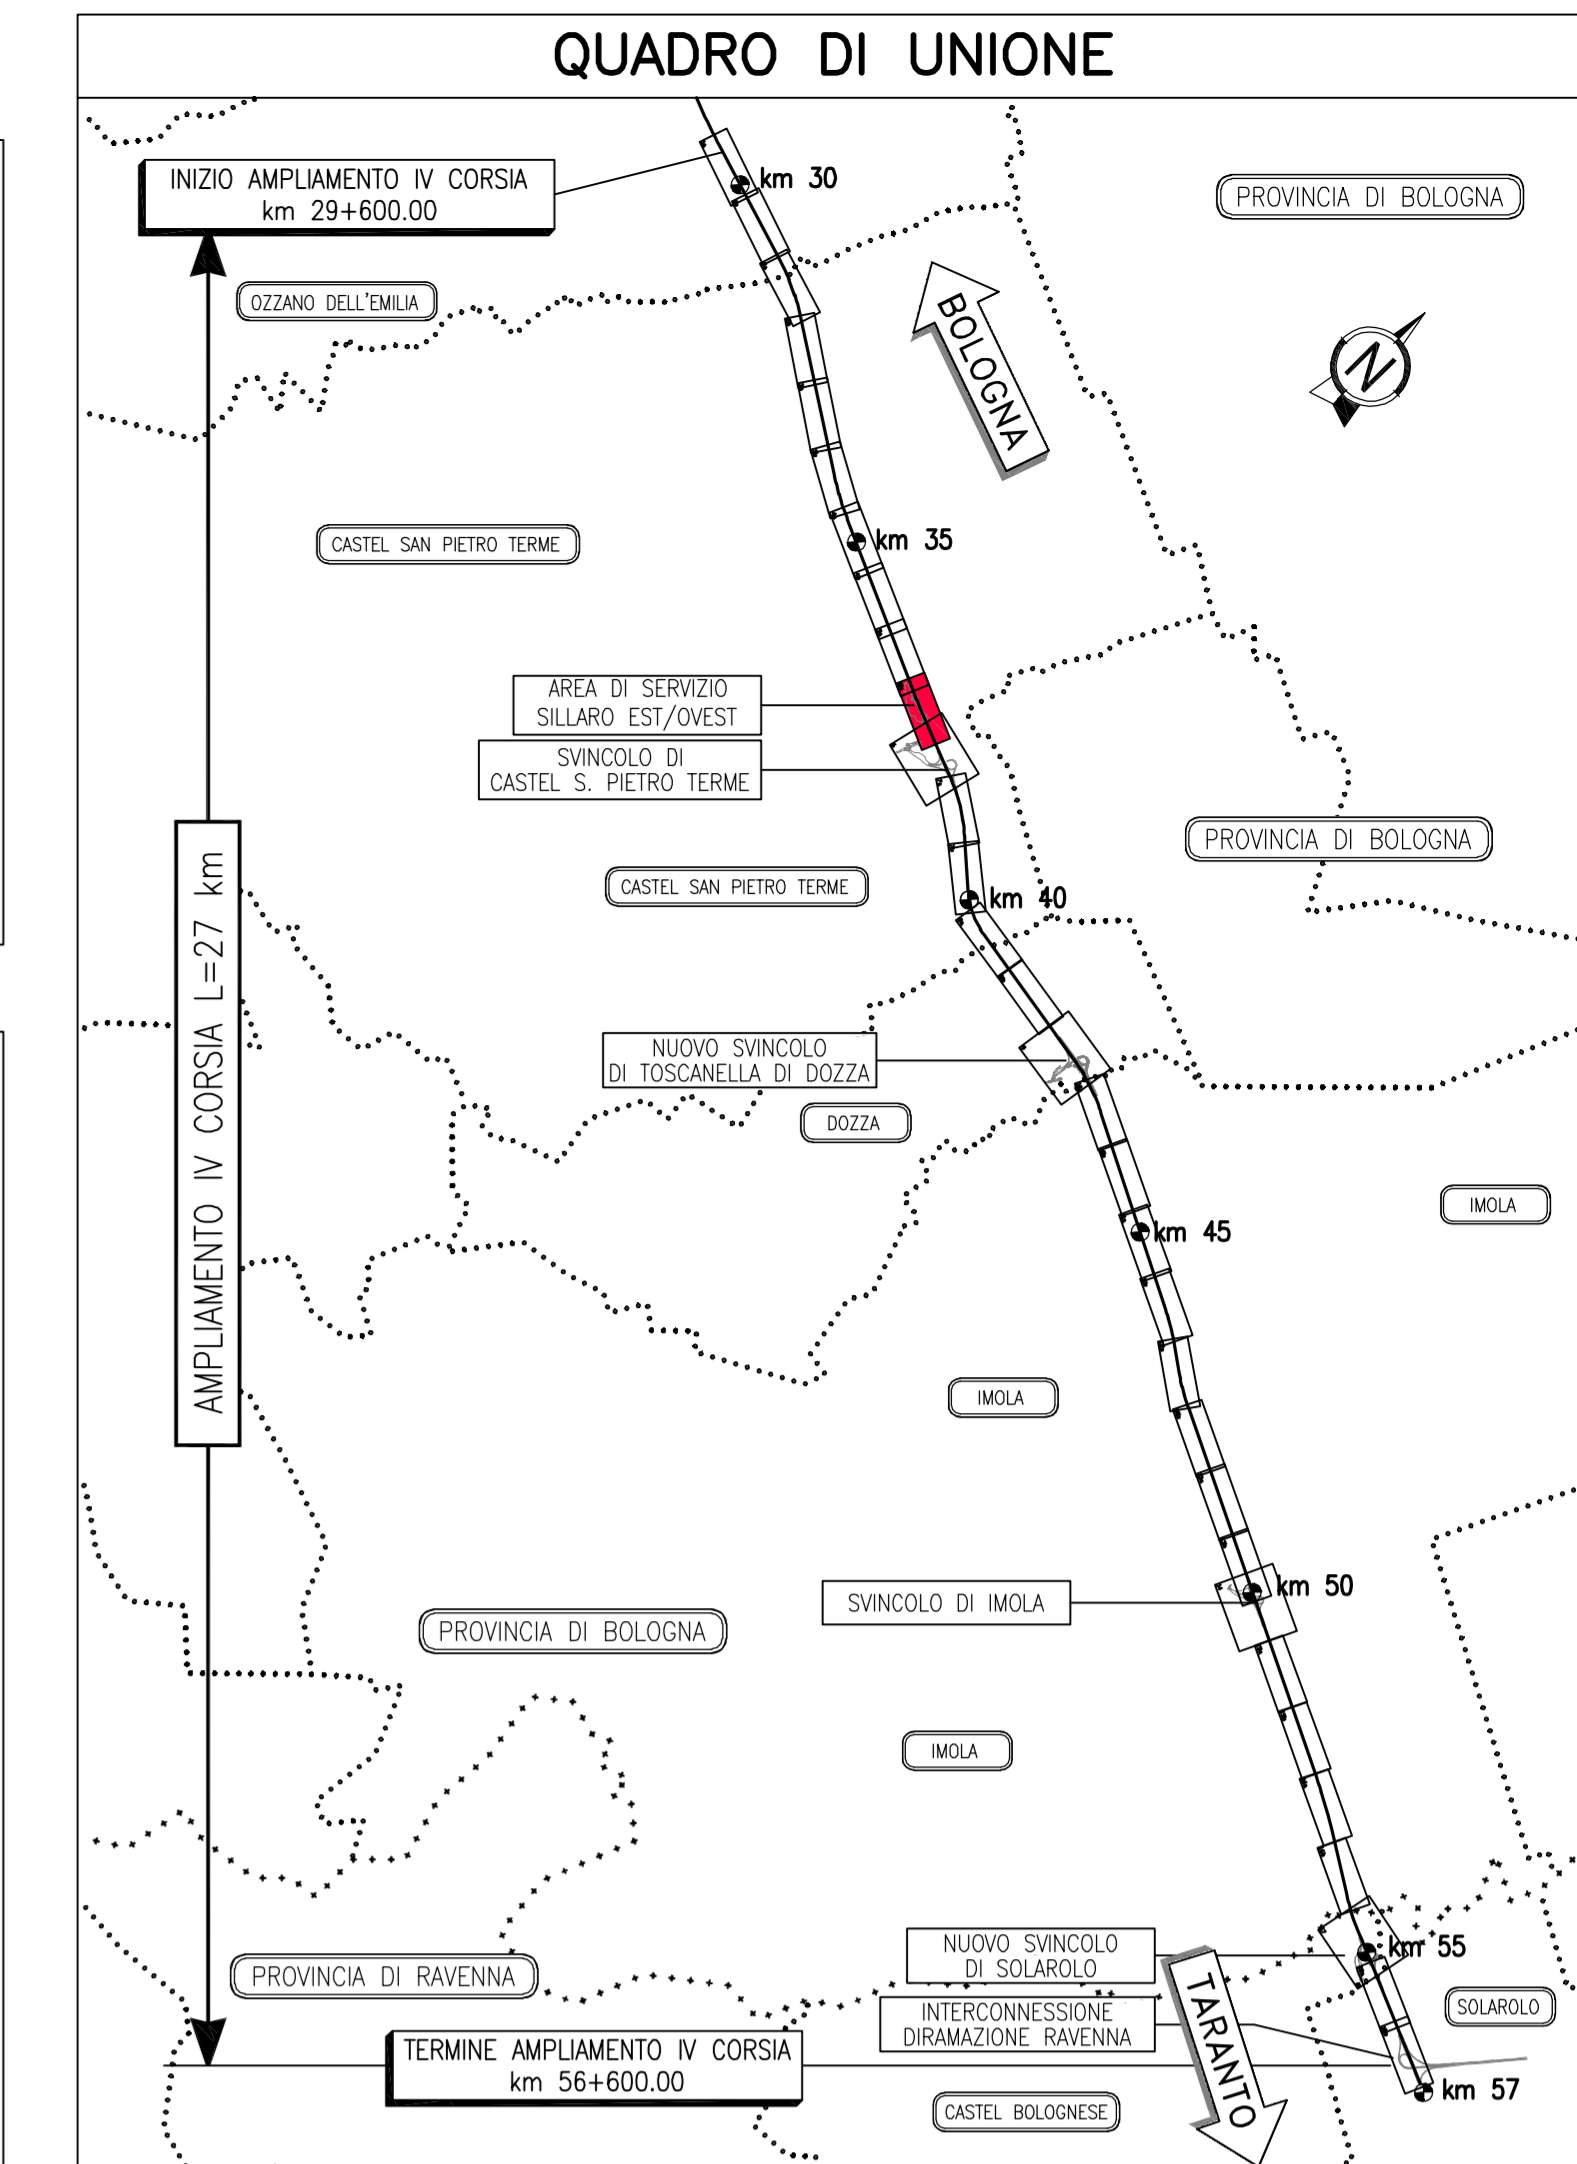 QUADRO DI UNIONE
INIZIO AMPLIAMENTO IV CORSIA
km 29+600.00
km 30
PROVINCIA DI BOLOGNA
OZZANO DELL'EMILIA
BOLOGNA
N
CASTEL SAN PIETRO TERME
km 35
AREA DI SERVIZIO
SILLARO EST/OVEST
SVINCOLO DI
CASTEL S. PIETRO TERME
PROVINCIA DI BOLOGNA
AMPLIAMENTO IV CORSIA L=27 km
CASTEL SAN PIETRO TERME
km 40
NUOVO SVINCOLO
DI TOSCANELLA DI DOZZA
DOZZA
IMOLA
km 45
IMOLA
km 50
SVINCOLO DI IMOLA
PROVINCIA DI BOLOGNA
IMOLA
NUOVO SVINCOLO
DI SOLAROLO
km 55
PROVINCIA DI RAVENNA
INTERCONNESSIONE
DIRAMAZIONE RAVENNA
SOLAROLO
TARANTO
TERMINE AMPLIAMENTO IV CORSIA
km 56+600.00
km 57
CASTEL BOLOGNESE